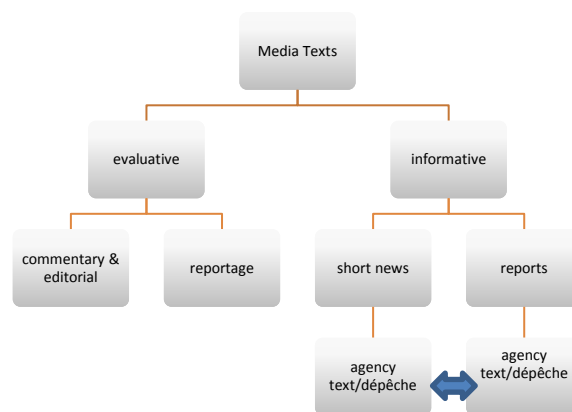 Media Texts
evaluative
informative
commentary &
editorial
reportage
short news
reports
agency
text/dépêche
agency
text/dépêche